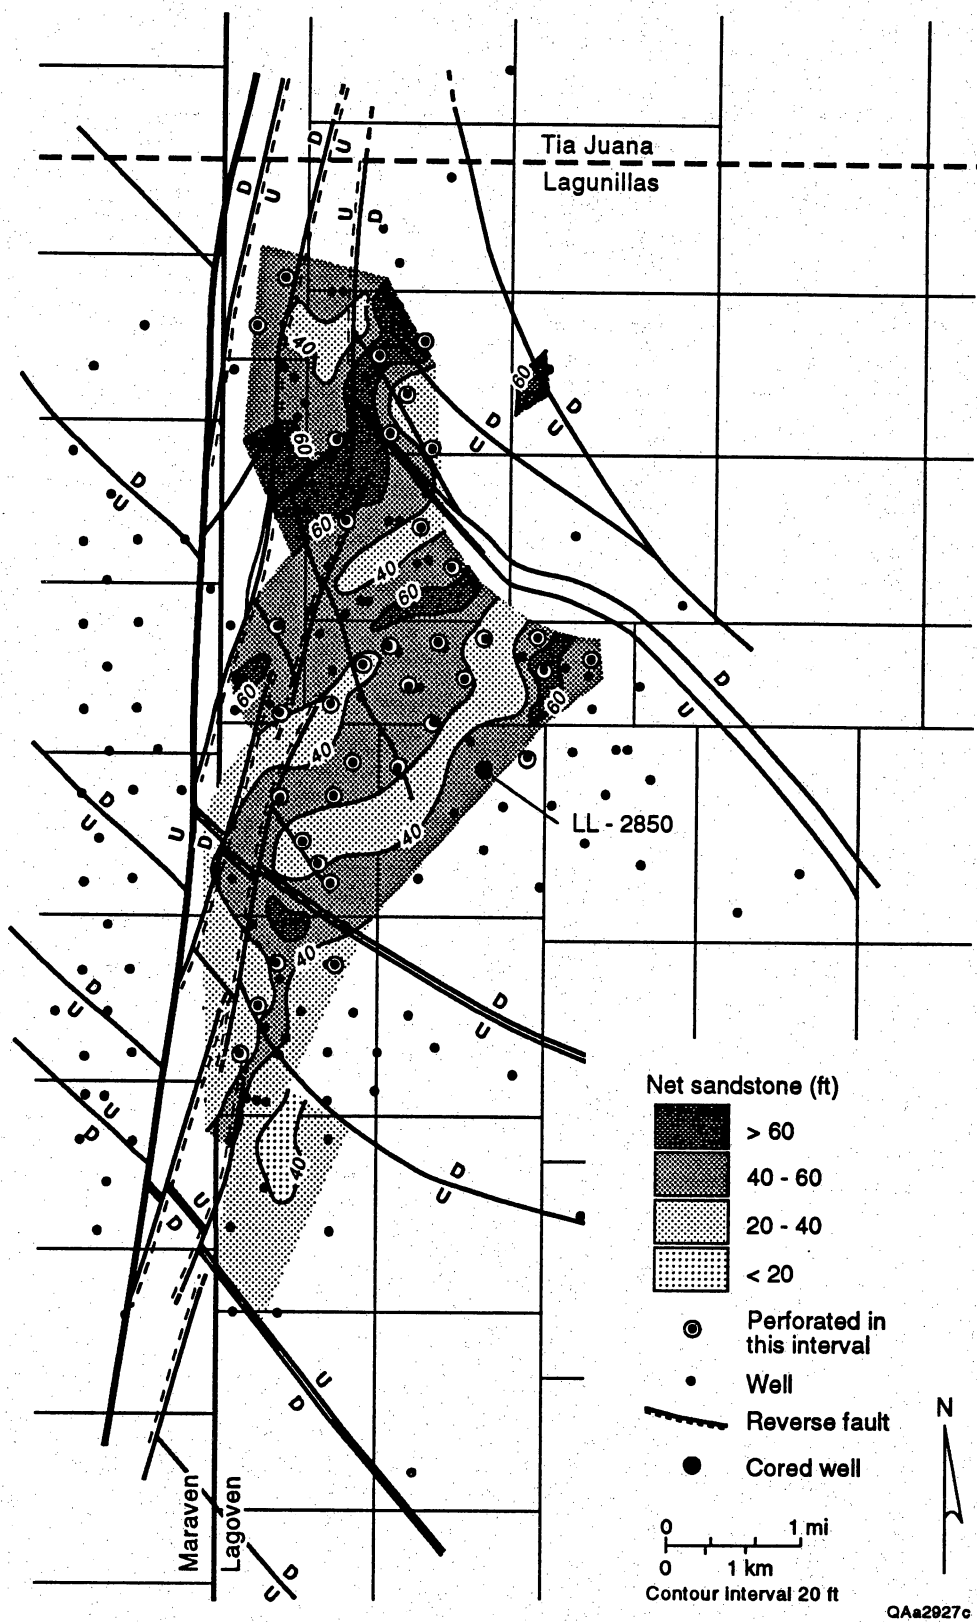 Tia Juana
Lagunillas
D
U
D
U
U
D
40
60
D
U
D
U
60
D
U
60
40
60
60
60
D
U
40
D
U
U
D
40
LL - 2850
40
D
U
D
U
U
D
40
D
U
U
D
U
D
Maraven
Lagoven
D
U
Net sandstone (ft)
> 60
40 - 60
20 - 40
< 20
Perforated in
this interval
Well
Reverse fault
Cored well
N
0 1 mi
0 1 km
Contour interval 20 ft
QAa2927c